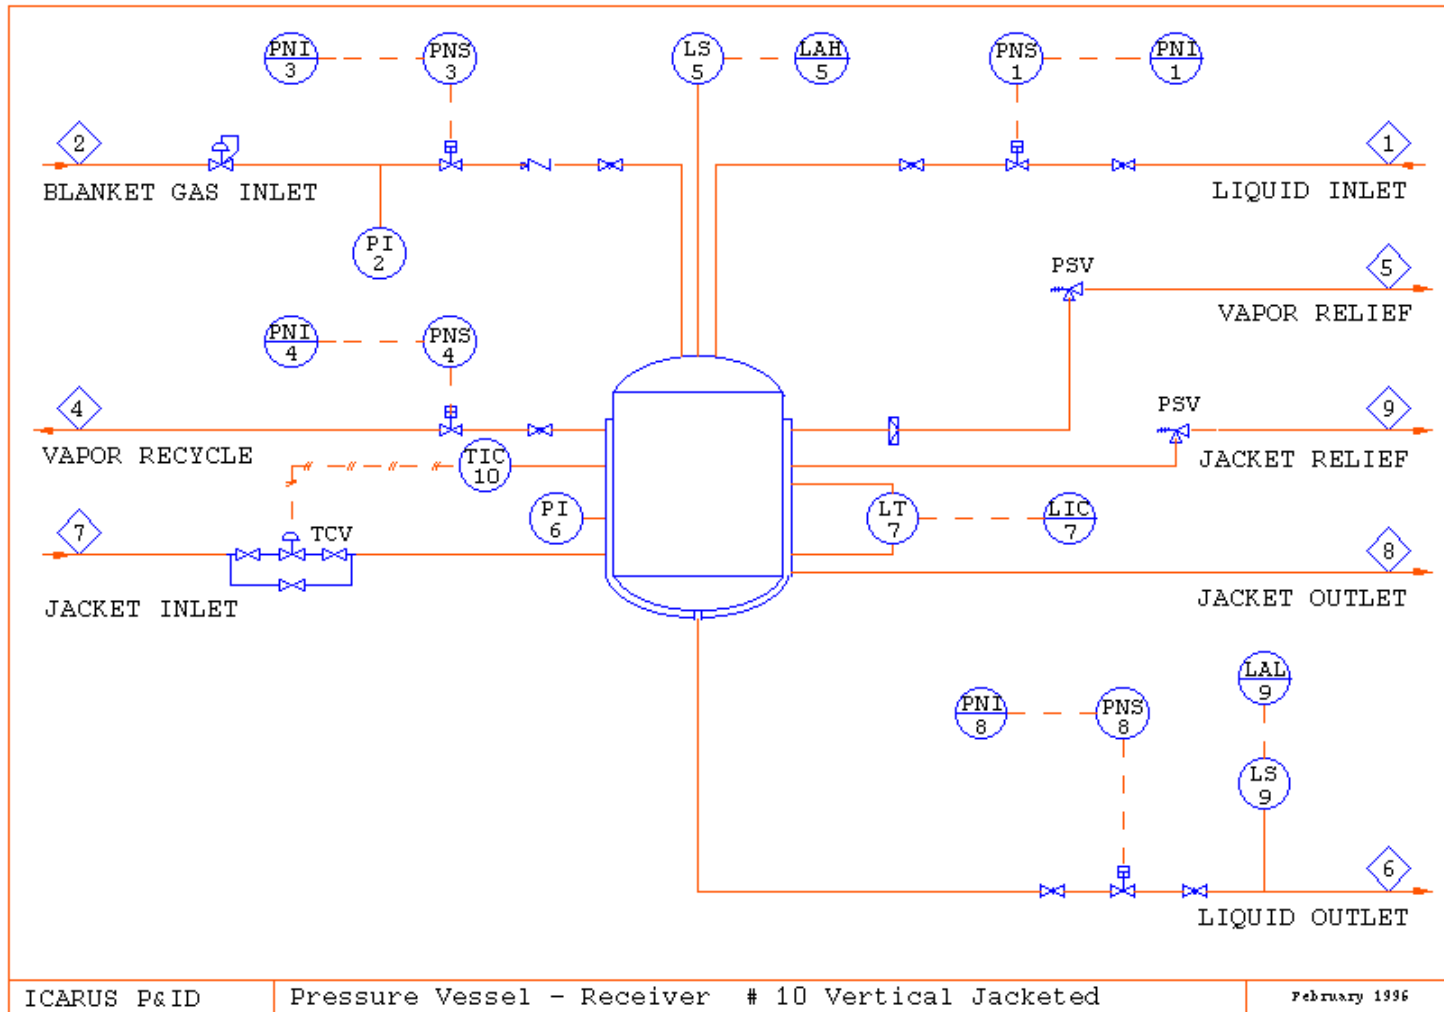 PNI 3
PNS 3
LS 5
LAH 5
PNS 1
PNI 1
2
1
BLANKET GAS INLET
LIQUID INLET
PI 2
PSV
5
VAPOR RELIEF
PNI 4
PNS 4
4
PSV
9
VAPOR RECYCLE
TIC 10
JACKET RELIEF
PI 6
LT 7
LIC 7
7
TCV
8
JACKET INLET
JACKET OUTLET
LAL 9
PNI 8
PNS 8
LS 9
6
LIQUID OUTLET
ICARUS P&ID
Pressure Vessel - Receiver # 10 Vertical Jacketed
February 1996